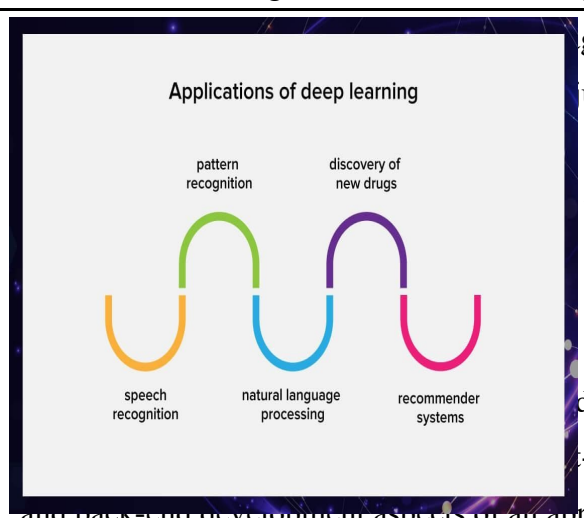 Applications of deep learning
pattern
recognition
discovery of
new drugs
speech
recognition
natural language
processing
recommender
systems